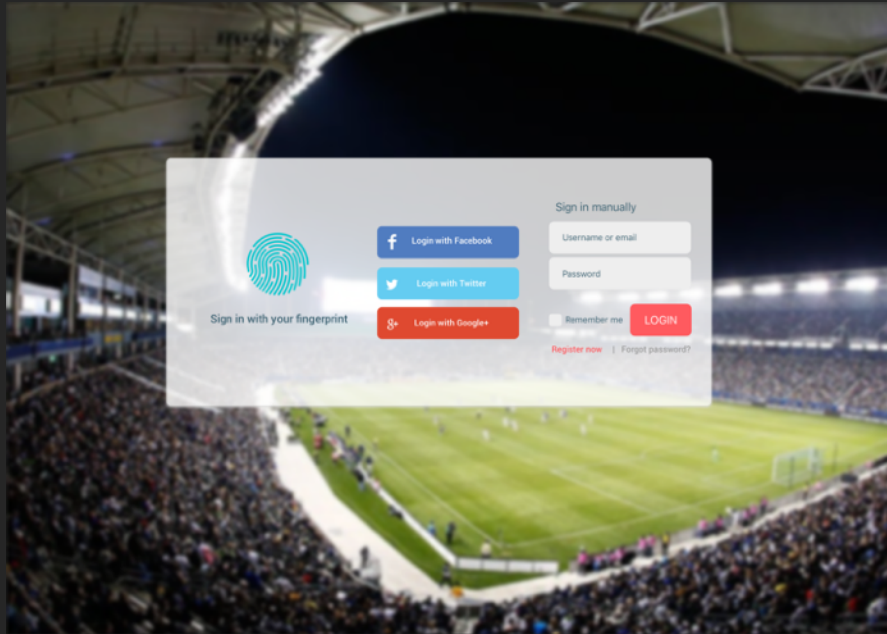 Sign in with your fingerprint
f Login with Facebook
Login with Twitter
8+ Login with Google+
Sign in manually
Username or email
Password
Remember me
LOGIN
Register now | Forgot password?